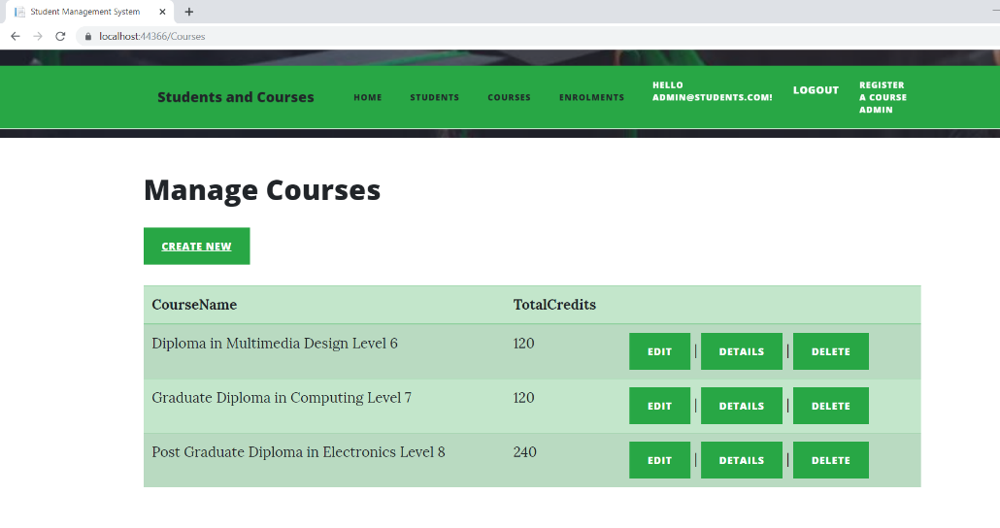 Student Management System
localhost:44366/Courses
Students and Courses
HOME
STUDENTS
COURSES
ENROLMENTS
HELLO
ADMIN@STUDENTS.COM!
LOGOUT
REGISTER
A COURSE
ADMIN
Manage Courses
CREATE NEW
CourseName TotalCredits
Diploma in Multimedia Design Level 6 120 EDIT | DETAILS | DELETE
Graduate Diploma in Computing Level 7 120 EDIT | DETAILS | DELETE
Post Graduate Diploma in Electronics Level 8 240 EDIT | DETAILS | DELETE